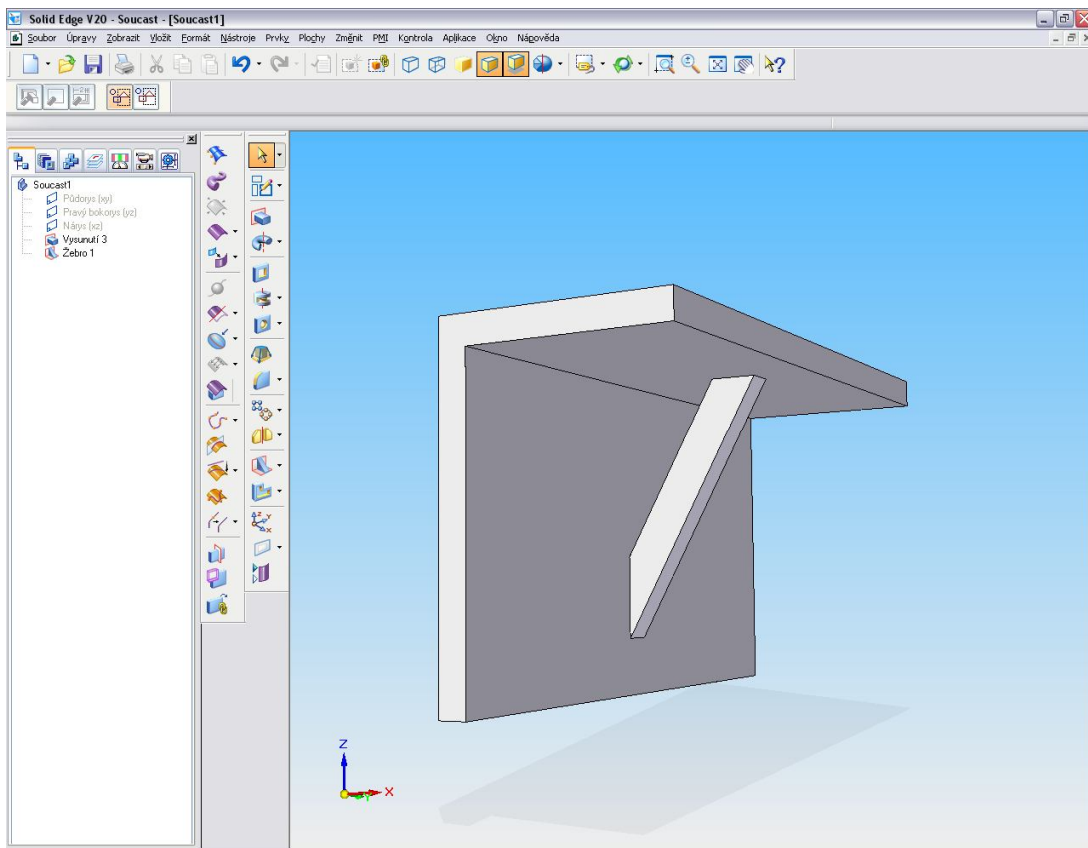 Solid Edge V20 - Soucast - [Soucast1]
Soubor Úpravy Zobrazit Vložit Formát Nástroje Prvky Plochy Změnit PMI Kontrola Aplikace Okno Nápověda
Soucast1
Půdorys (xy)
Pravý bokorys (yz)
Nárys (xz)
Vysunutí 3
Žebro 1
Z
X
Y